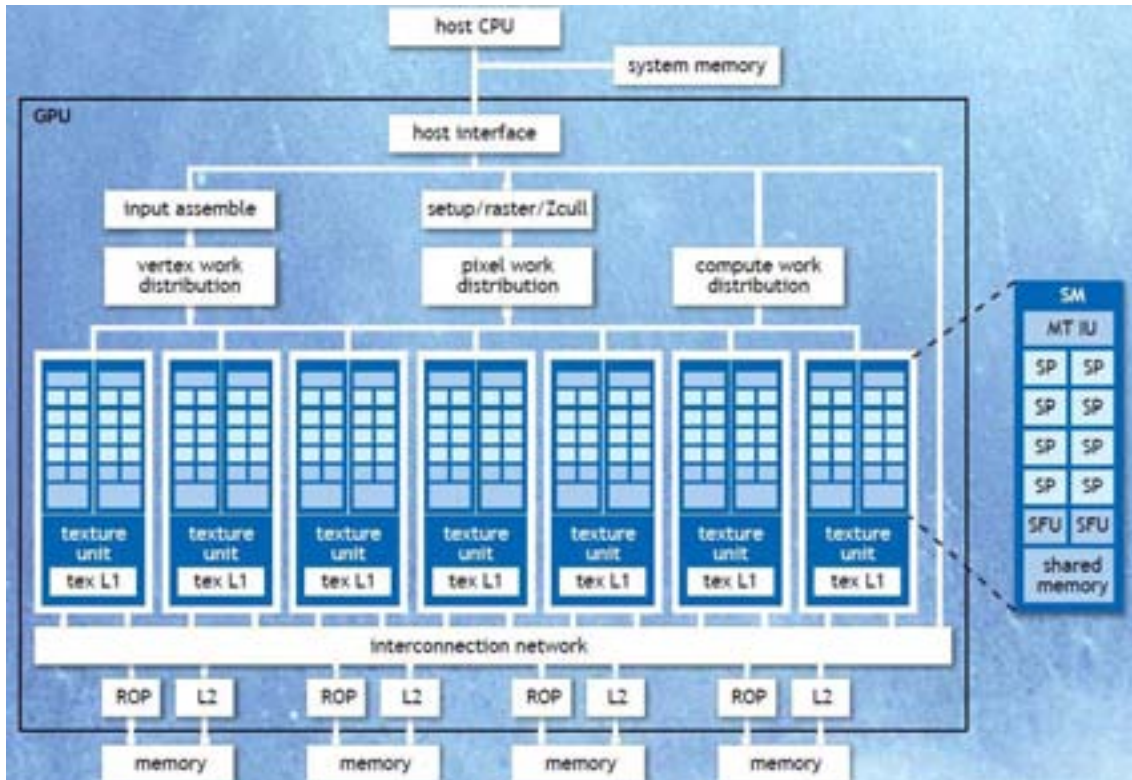 host CPU
system memory
GPU
host interface
input assemble
setup/raster/Zcull
vertex work
distribution
pixel work
distribution
compute work
distribution
SM
MT IU
SP SP
SP SP
SP SP
SP SP
SFU SFU
shared
memory
texture
unit
tex L1
texture
unit
tex L1
texture
unit
tex L1
texture
unit
tex L1
texture
unit
tex L1
texture
unit
tex L1
texture
unit
tex L1
interconnection network
ROP L2 ROP L2 ROP L2 ROP L2
memory memory memory memory